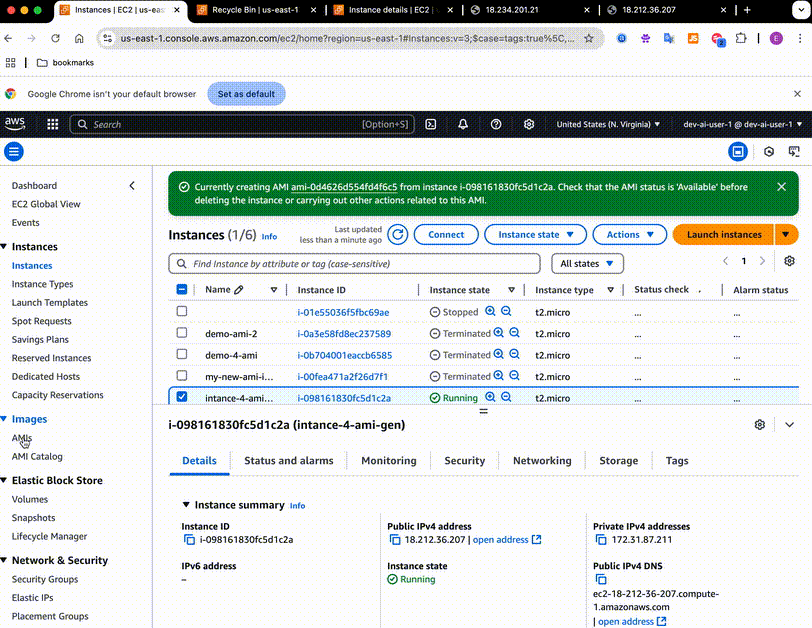 Instances | EC2 | us-eas
Recycle Bin | us-east-1
Instance details | EC2 |
18.234.201.21
18.212.36.207
us-east-1.console.aws.amazon.com/ec2/home?region=us-east-1#Instances:v=3;$case=tags:true%5C,...
E
bookmarks
Google Chrome isn't your default browser
Set as default
aws
Search
[Option+S]
United States (N. Virginia)
dev-ai-user-1 @ dev-ai-user-1
Currently creating AMI ami-0d4626d554fd4f6c5 from instance i-098161830fc5d1c2a. Check that the AMI status is 'Available' before
deleting the instance or carrying out other actions related to this AMI.
Dashboard
EC2 Global View
Events
Instances
Instances
Instance Types
Launch Templates
Spot Requests
Savings Plans
Reserved Instances
Dedicated Hosts
Capacity Reservations
Images
AMIs
AMI Catalog
Elastic Block Store
Volumes
Snapshots
Lifecycle Manager
Network & Security
Security Groups
Elastic IPs
Placement Groups
Instances (1/6) Info
Last updated
less than a minute ago
Connect
Instance state
Actions
Launch instances
Find Instance by attribute or tag (case-sensitive)
All states
1
Name
Instance ID
Instance state
Instance type
Status check
Alarm status
i-01e55036f5fbc69ae Stopped t2.micro ... ...
demo-ami-2 i-0a3e58fd8ec237589 Terminated t2.micro ... ...
demo-4-ami i-0b704001eaccb6585 Terminated t2.micro ... ...
my-new-ami-i... i-00fea471a2f26d7f1 Terminated t2.micro ... ...
intance-4-ami... i-098161830fc5d1c2a Running t2.micro ... ...
i-098161830fc5d1c2a (intance-4-ami-gen)
Details
Status and alarms
Monitoring
Security
Networking
Storage
Tags
Instance summary Info
Instance ID
i-098161830fc5d1c2a
Public IPv4 address
18.212.36.207 | open address
Private IPv4 addresses
172.31.87.211
IPv6 address
–
Instance state
Running
Public IPv4 DNS
ec2-18-212-36-207.compute-
1.amazonaws.com
| open address